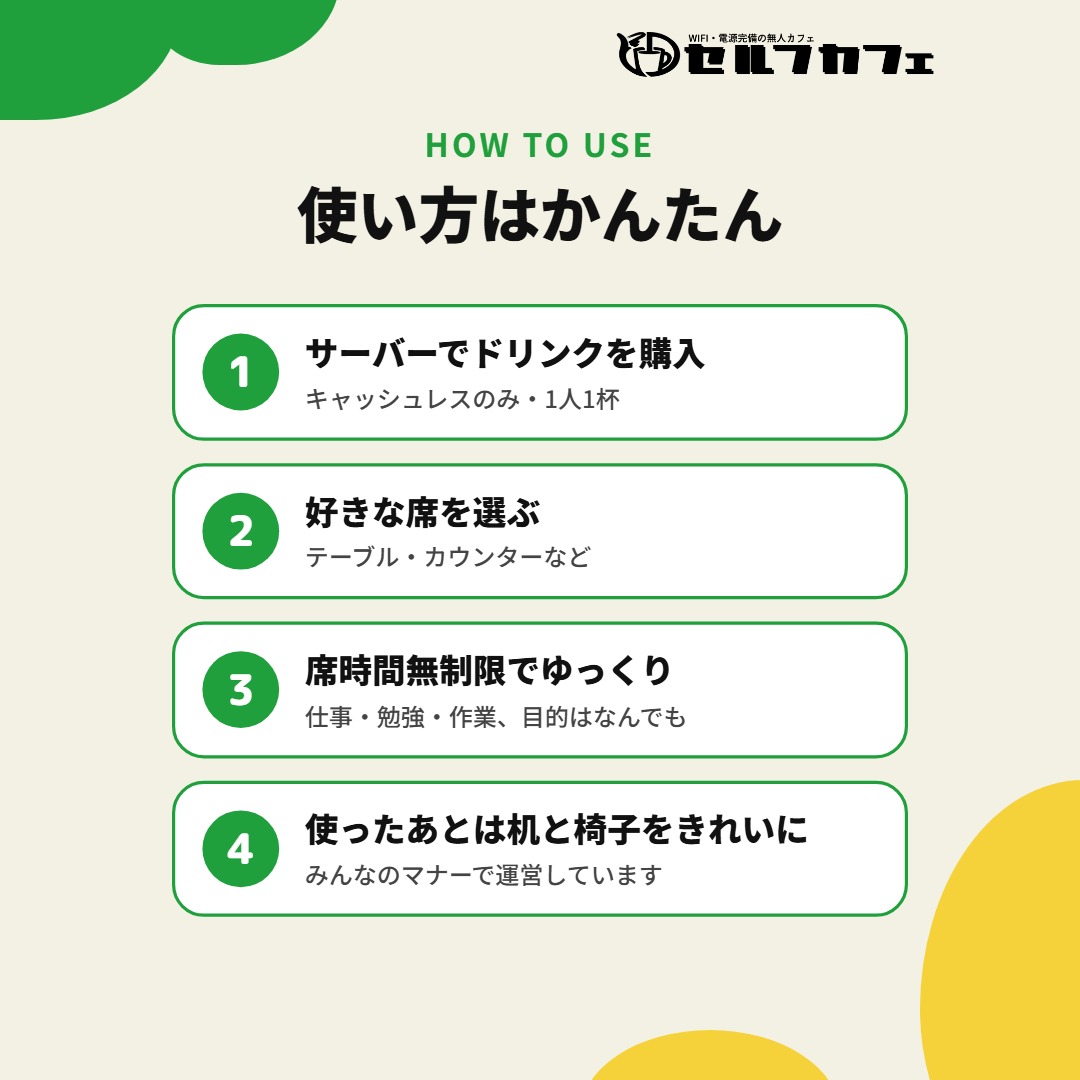 WIFI・電源完備の無人カフェ
セルフカフェ
HOW TO USE
使い方はかんたん
1
サーバーでドリンクを購入
キャッシュレスのみ・1人1杯
2
好きな席を選ぶ
テーブル・カウンターなど
3
席時間無制限でゆっくり
仕事・勉強・作業、目的はなんでも
4
使ったあとは机と椅子をきれいに
みんなのマナーで運営しています